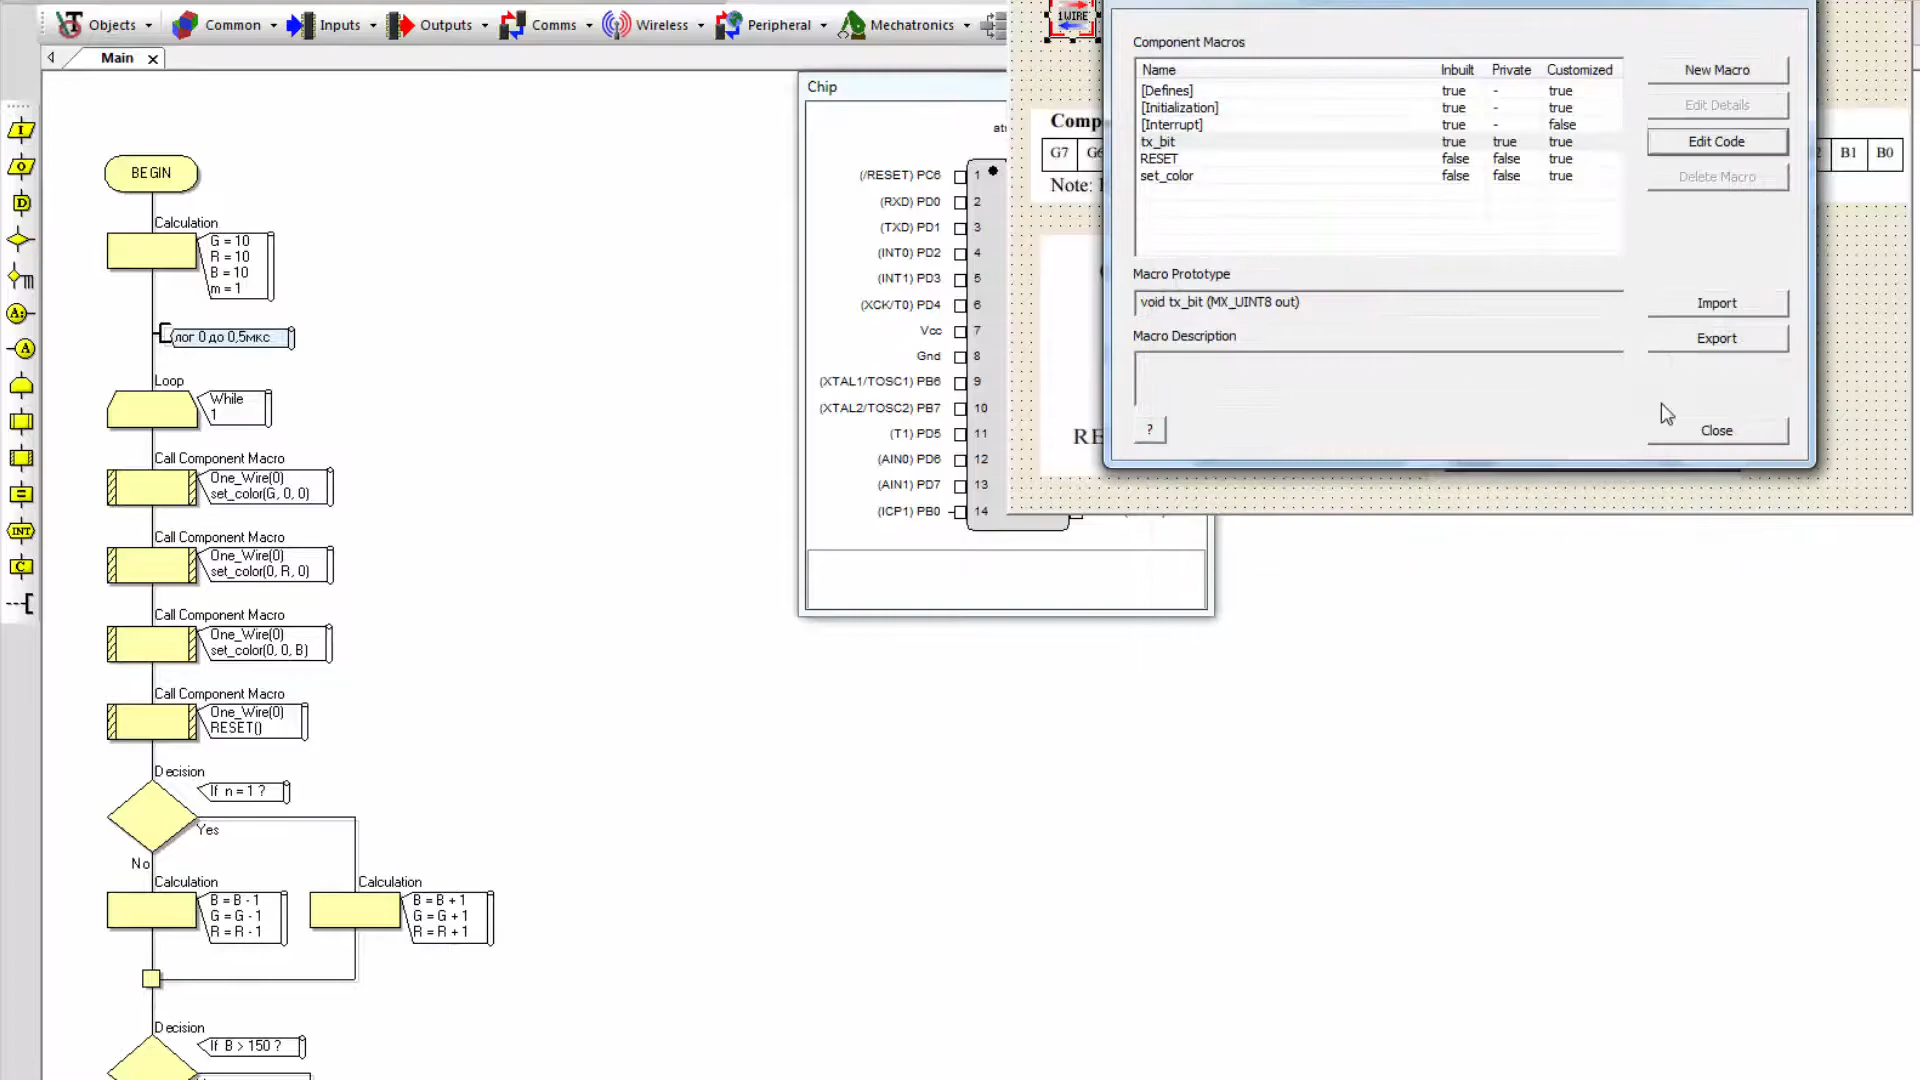 Objects
Common
Inputs
Outputs
Comms
Wireless
Peripheral
Mechatronics
Main
BEGIN
Calculation
G = 10
R = 10
B = 10
m = 1
лог 0 до 0,5мкс
Loop
While
1
Call Component Macro
One_Wire(0)
set_color(G, 0, 0)
Call Component Macro
One_Wire(0)
set_color(0, R, 0)
Call Component Macro
One_Wire(0)
set_color(0, 0, B)
Call Component Macro
One_Wire(0)
RESET()
Decision
If n = 1 ?
Yes
No
Calculation
B = B - 1
G = G - 1
R = R - 1
Calculation
B = B + 1
G = G + 1
R = R + 1
Decision
If B > 150 ?
Chip
(/RESET) PC6 1
(RXD) PD0 2
(TXD) PD1 3
(INT0) PD2 4
(INT1) PD3 5
(XCK/T0) PD4 6
Vcc 7
Gnd 8
(XTAL1/TOSC1) PB6 9
(XTAL2/TOSC2) PB7 10
(T1) PD5 11
(AIN0) PD6 12
(AIN1) PD7 13
(ICP1) PB0 14
1WIRE
Comp
G7
B1 B0
Note:
Component Macros
Name Inbuilt Private Customized
[Defines] true - true
[Initialization] true - true
[Interrupt] true - false
tx_bit true true true
RESET false false true
set_color false false true
New Macro
Edit Details
Edit Code
Delete Macro
Macro Prototype
void tx_bit (MX_UINT8 out)
Import
Macro Description
Export
?
Close